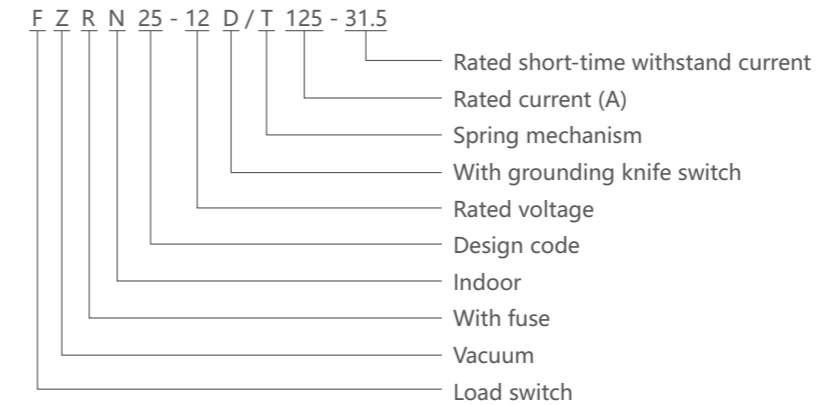 F Z R N 25 - 12 D / T 125 - 31.5
Rated short-time withstand current
Rated current (A)
Spring mechanism
With grounding knife switch
Rated voltage
Design code
Indoor
With fuse
Vacuum
Load switch